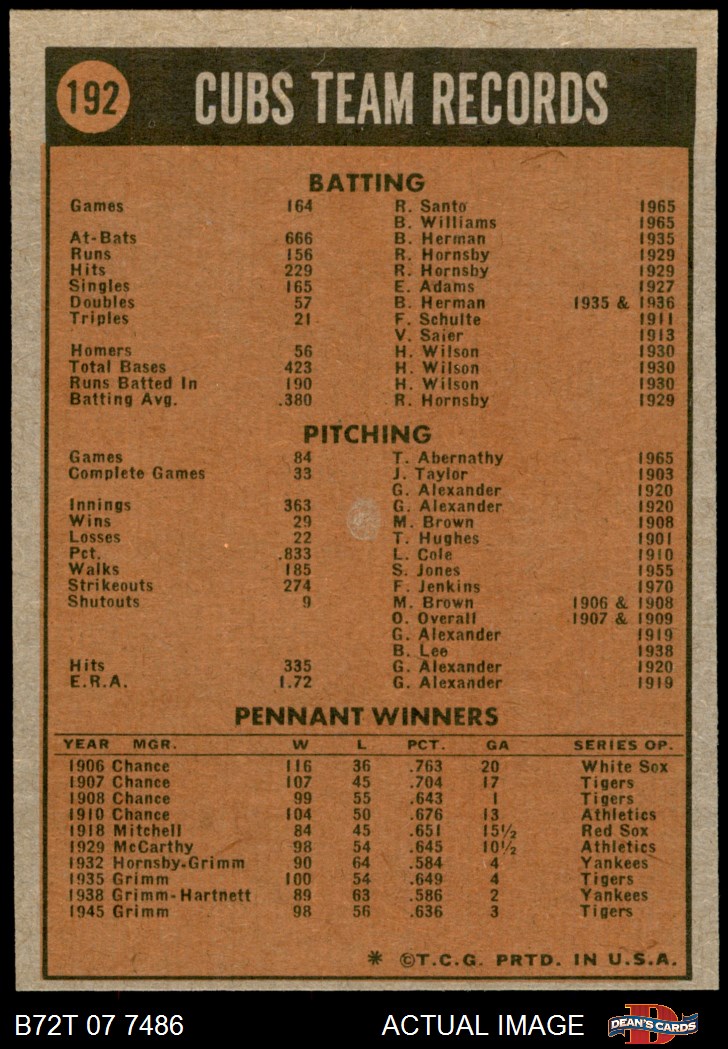 192 CUBS TEAM RECORDS
BATTING
Games 164 R. Santo 1965
B. Williams 1965
At-Bats 666 B. Herman 1935
Runs 156 R. Hornsby 1929
Hits 229 R. Hornsby 1929
Singles 165 E. Adams 1927
Doubles 57 B. Herman 1935 & 1936
Triples 21 F. Schulte 1911
V. Saier 1913
Homers 56 H. Wilson 1930
Total Bases 423 H. Wilson 1930
Runs Batted In 190 H. Wilson 1930
Batting Avg. .380 R. Hornsby 1929
PITCHING
Games 84 T. Abernathy 1965
Complete Games 33 J. Taylor 1903
G. Alexander 1920
Innings 363 G. Alexander 1920
Wins 29 M. Brown 1908
Losses 22 T. Hughes 1901
Pct. .833 L. Cole 1910
Walks 185 S. Jones 1955
Strikeouts 274 F. Jenkins 1970
Shutouts 9 M. Brown 1906 & 1908
O. Overall 1907 & 1909
G. Alexander 1919
B. Lee 1938
Hits 335 G. Alexander 1920
E.R.A. 1.72 G. Alexander 1919
PENNANT WINNERS
YEAR MGR. W L PCT. GA SERIES OP.
1906 Chance 116 36 .763 20 White Sox
1907 Chance 107 45 .704 17 Tigers
1908 Chance 99 55 .643 1 Tigers
1910 Chance 104 50 .676 13 Athletics
1918 Mitchell 84 45 .651 15½ Red Sox
1929 McCarthy 98 54 .645 10½ Athletics
1932 Hornsby-Grimm 90 64 .584 4 Yankees
1935 Grimm 100 54 .649 4 Tigers
1938 Grimm-Hartnett 89 63 .586 2 Yankees
1945 Grimm 98 56 .636 3 Tigers
* ©T.C.G. PRTD. IN U.S.A.
B72T 07 7486 ACTUAL IMAGE DEAN'S CARDS